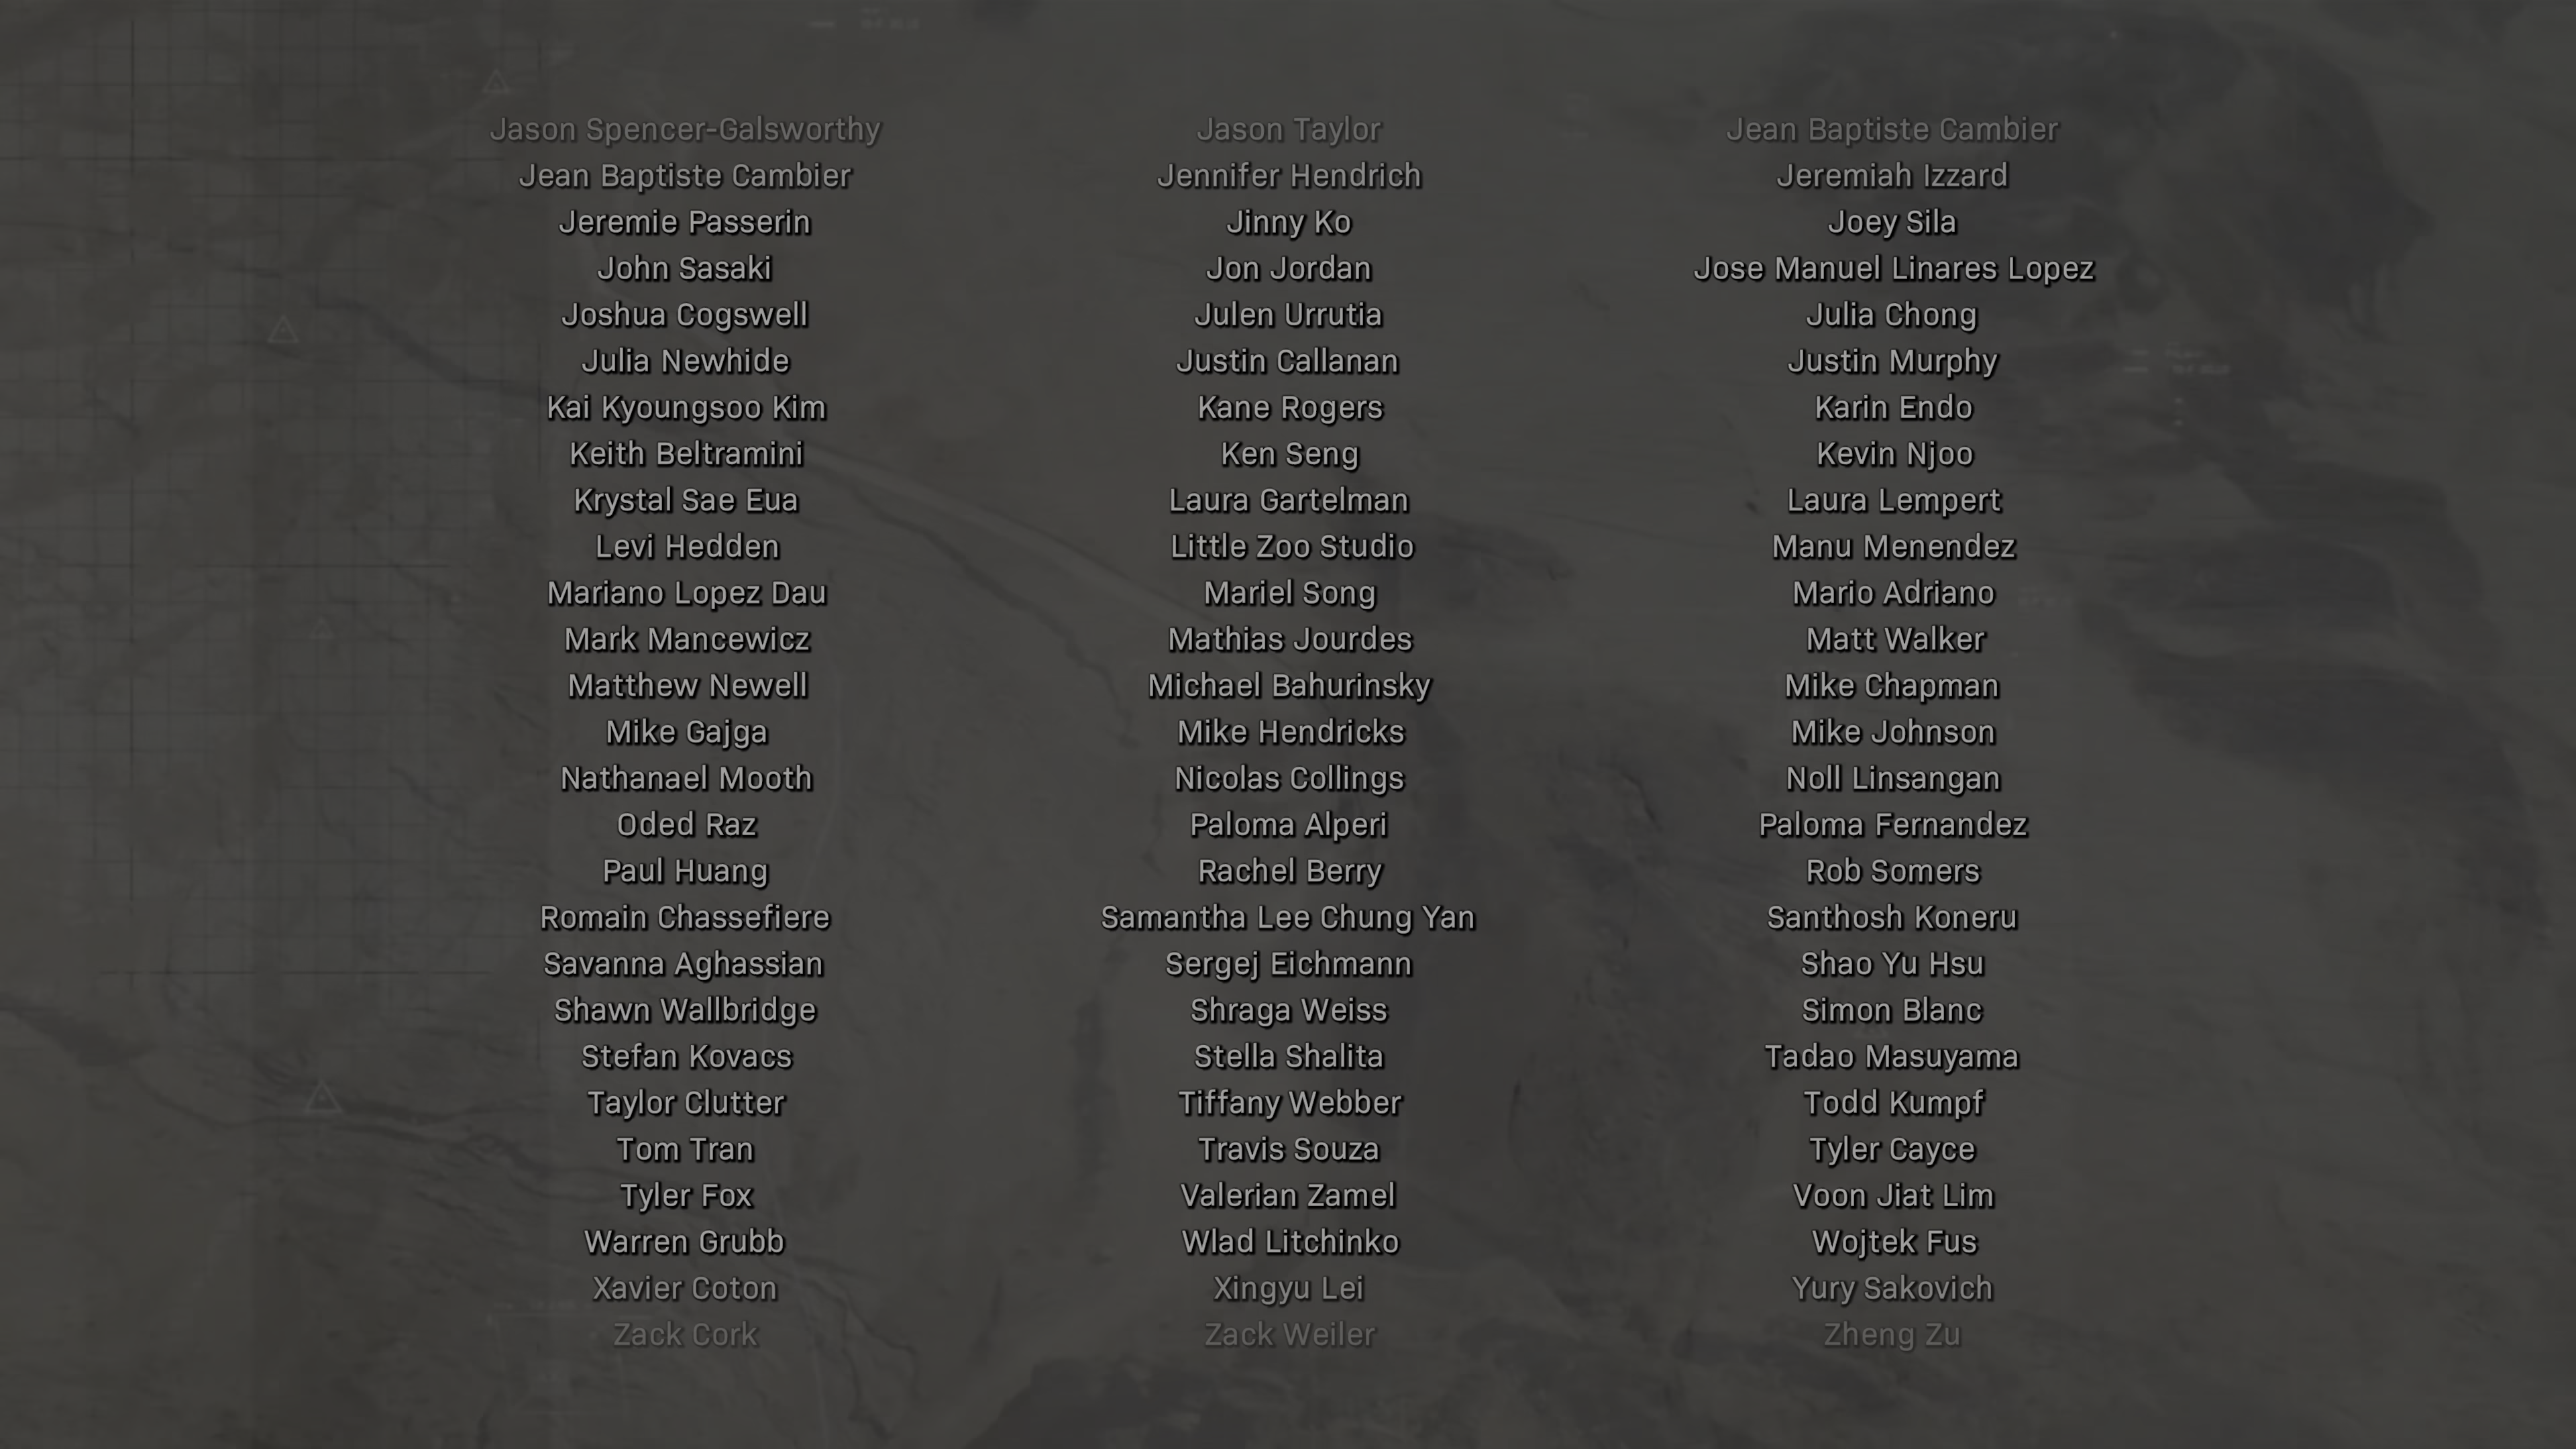 Jason Spencer-Galsworthy Jason Taylor Jean Baptiste Cambier
Jean Baptiste Cambier Jennifer Hendrich Jeremiah Izzard
Jeremie Passerin Jinny Ko Joey Sila
John Sasaki Jon Jordan Jose Manuel Linares Lopez
Joshua Cogswell Julen Urrutia Julia Chong
Julia Newhide Justin Callanan Justin Murphy
Kai Kyoungsoo Kim Kane Rogers Karin Endo
Keith Beltramini Ken Seng Kevin Njoo
Krystal Sae Eua Laura Gartelman Laura Lempert
Levi Hedden Little Zoo Studio Manu Menendez
Mariano Lopez Dau Mariel Song Mario Adriano
Mark Mancewicz Mathias Jourdes Matt Walker
Matthew Newell Michael Bahurinsky Mike Chapman
Mike Gajga Mike Hendricks Mike Johnson
Nathanael Mooth Nicolas Collings Noll Linsangan
Oded Raz Paloma Alperi Paloma Fernandez
Paul Huang Rachel Berry Rob Somers
Romain Chassefiere Samantha Lee Chung Yan Santhosh Koneru
Savanna Aghassian Sergej Eichmann Shao Yu Hsu
Shawn Wallbridge Shraga Weiss Simon Blanc
Stefan Kovacs Stella Shalita Tadao Masuyama
Taylor Clutter Tiffany Webber Todd Kumpf
Tom Tran Travis Souza Tyler Cayce
Tyler Fox Valerian Zamel Voon Jiat Lim
Warren Grubb Wlad Litchinko Wojtek Fus
Xavier Coton Xingyu Lei Yury Sakovich
Zack Cork Zack Weiler Zheng Zu